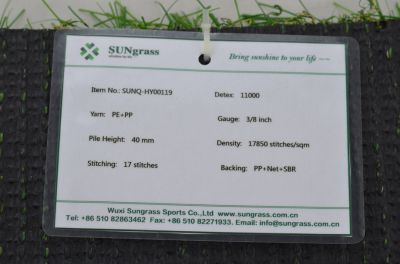 SUNgrass
Bring sunshine to your life
Item No.: SUNQ-HY00119
Detex: 11000
Yarn: PE+PP
Gauge: 3/8 inch
Pile Height: 40 mm
Density: 17850 stitches/sqm
Stitching: 17 stitches
Backing: PP+Net+SBR
Wuxi Sungrass Sports Co.,Ltd www.sungrass.com.cn
Tel: +86 510 82863462 Fax: +86 510 82271933. Email: info@sungrass.com.cn